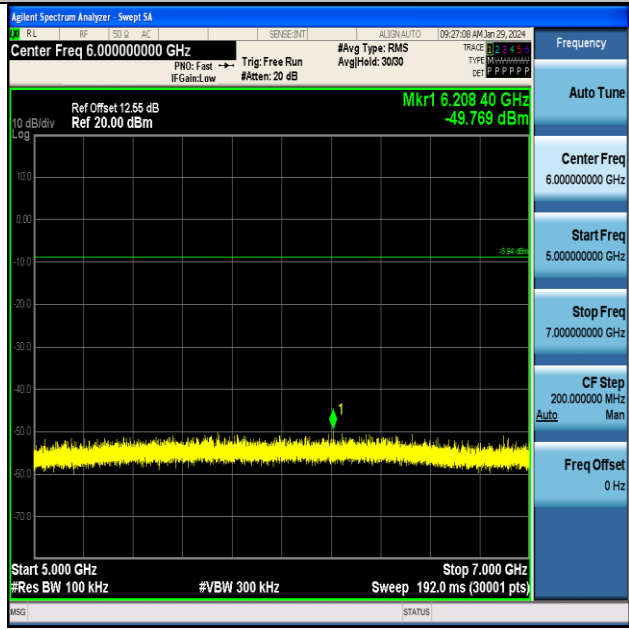 Agilent Spectrum Analyzer - Swept SA
RL RF 50 Ω AC SENSE:INT ALIGN AUTO 09:27:08 AM Jan 29, 2024
Center Freq 6.000000000 GHz
#Avg Type: RMS
TRACE 1 2 3 4 5 6
PNO: Fast
Trig: Free Run
Avg|Hold: 30/30
TYPE MWWWWW
IFGain:Low
#Atten: 20 dB
DET P P P P P P
Frequency
Mkr1 6.208 40 GHz
-49.769 dBm
Ref Offset 12.55 dB
10 dB/div
Ref 20.00 dBm
Log
10.0
0.00
-8.94 dBm
-10.0
-20.0
-30.0
-40.0
1
-50.0
-60.0
-70.0
Start 5.000 GHz
Stop 7.000 GHz
#Res BW 100 kHz
#VBW 300 kHz
Sweep 192.0 ms (30001 pts)
MSG
STATUS
Auto Tune
Center Freq
6.000000000 GHz
Start Freq
5.000000000 GHz
Stop Freq
7.000000000 GHz
CF Step
200.000000 MHz
Auto Man
Freq Offset
0 Hz